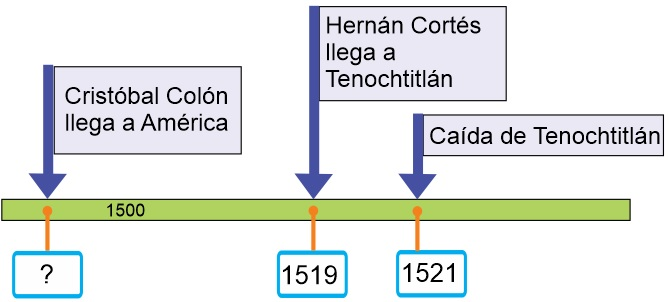 Hernán Cortés
llega a
Tenochtitlán
Cristóbal Colón
llega a América
Caída de Tenochtitlán
1500
?
1519
1521